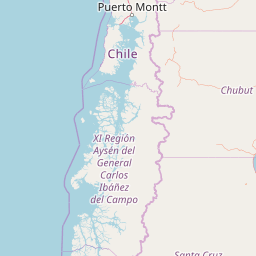 Puerto Montt
Chile
Chubut
XI Región
Aysén del
General
Carlos
Ibáñez
del Campo
Santa Cruz